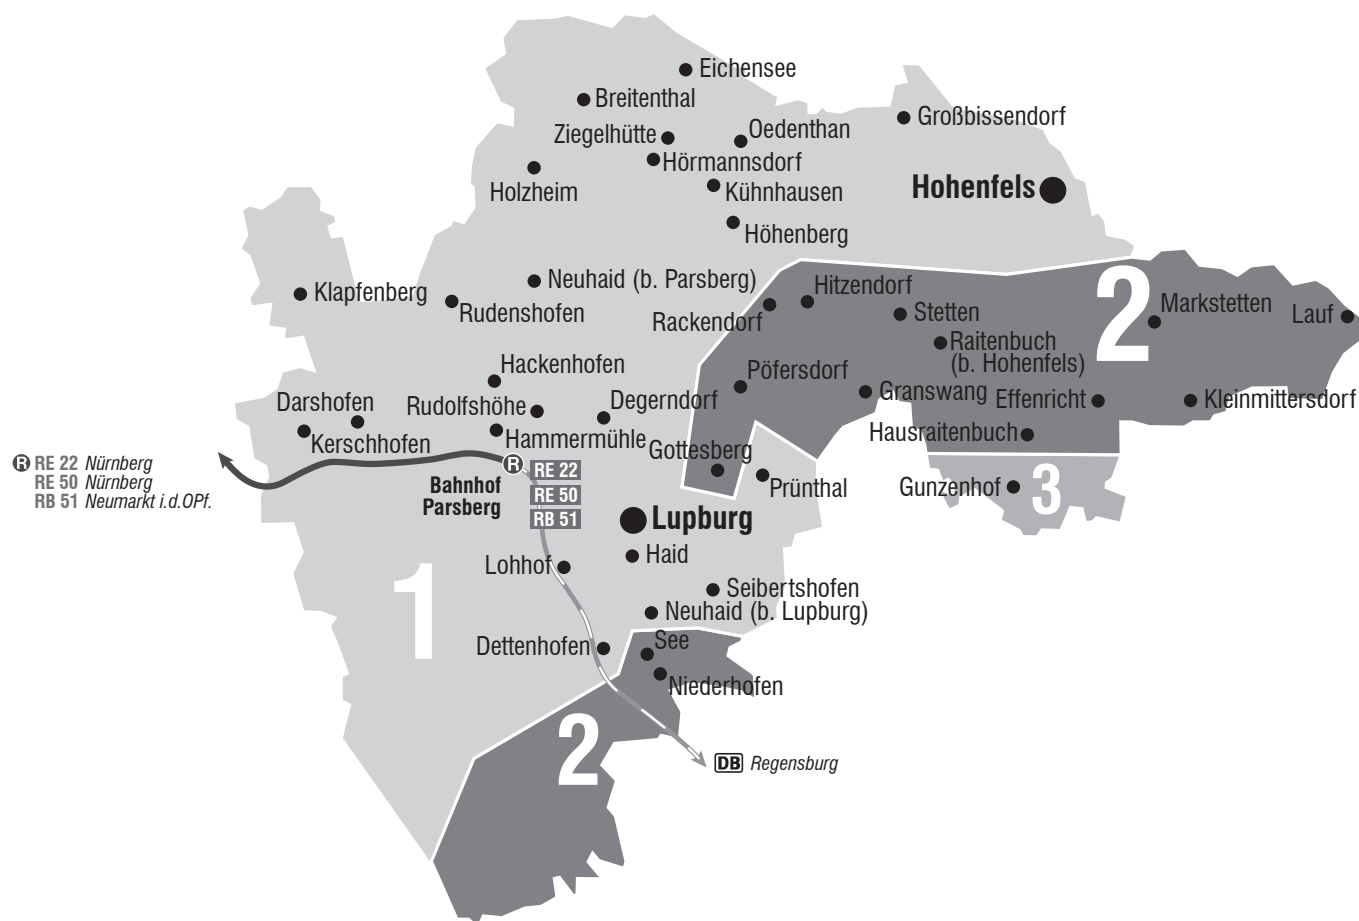 Eichensee
Breitenthal
Großbissendorf
Ziegelhütte
Oedenthan
Hörmannsdorf
Holzheim
Kühnhausen
Hohenfels
Höhenberg
Neuhaid (b. Parsberg)
Klapfenberg
Rudenshofen
Hitzendorf
Rackendorf
Stetten
2
Markstetten
Lauf
Raitenbuch
(b. Hohenfels)
Hackenhofen
Pöfersdorf
Darshofen
Rudolfshöhe
Degerndorf
Granswang
Effenricht
Kleinmittersdorf
Kerschhofen
Hammermühle
Gottesberg
Hausraitenbuch
R RE 22 Nürnberg
RE 50 Nürnberg
RB 51 Neumarkt i.d.OPf.
R
Bahnhof
Parsberg
RE 22
RE 50
RB 51
Prünthal
Gunzenhof
3
Lupburg
Haid
Lohhof
1
Seibertshofen
Neuhaid (b. Lupburg)
Dettenhofen
See
Niederhofen
2
DB Regensburg